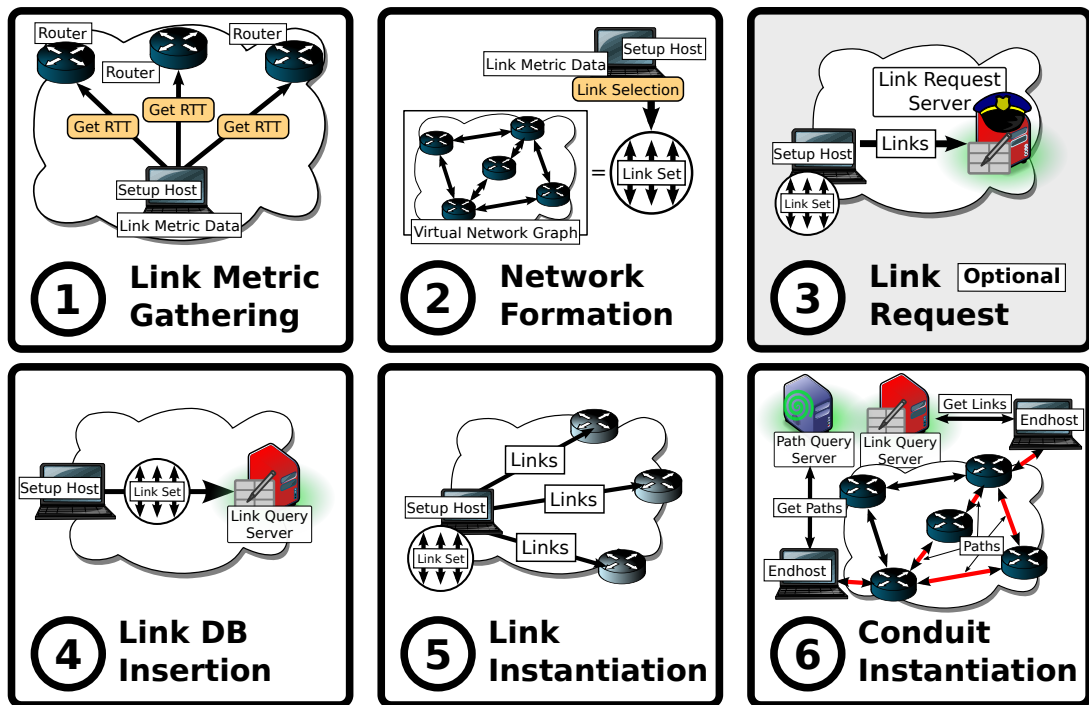 Router
Router
Router
Get RTT
Get RTT
Get RTT
Setup Host
Link Metric Data
1
Link Metric
Gathering
Setup Host
Link Metric Data
Link Selection
=
Link Set
Virtual Network Graph
2
Network
Formation
Link Request
Server
Setup Host
Links
Link Set
3
Link Optional
Request
Setup Host
Link Set
Link Query
Server
4
Link DB
Insertion
Links
Setup Host
Links
Link Set
Links
5
Link
Instantiation
Get Links
Endhost
Path Query
Server
Link Query
Server
Get Paths
Paths
Endhost
6
Conduit
Instantiation